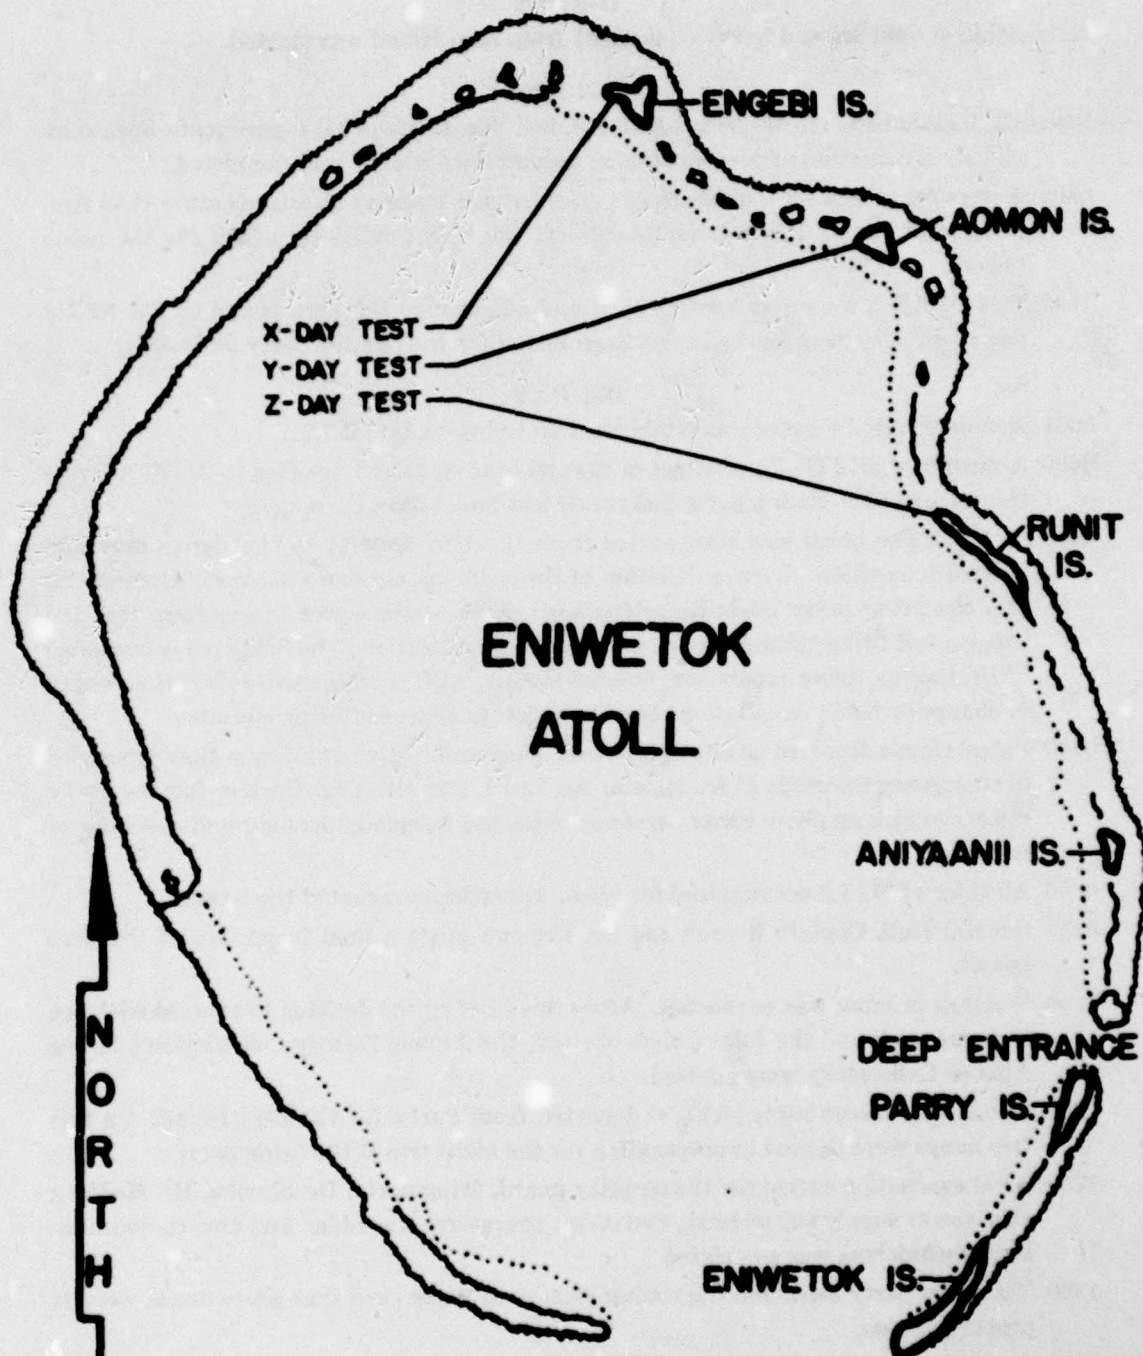 ENGEBI IS.
AOMON IS.
X-DAY TEST
Y-DAY TEST
Z-DAY TEST
RUNIT
IS.
ENIWETOK
ATOLL
ANIYAANII IS.
NORTH
DEEP ENTRANCE
PARRY IS.
ENIWETOK IS.